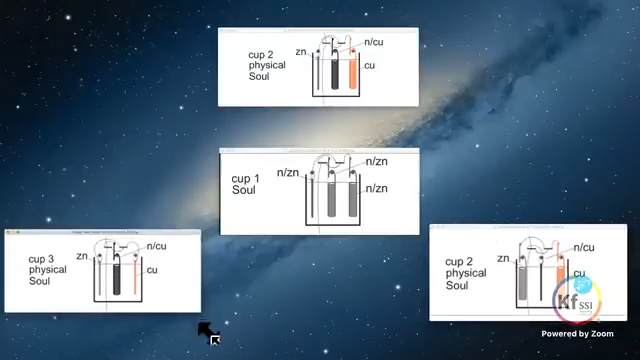 zn
n/cu
cup 2
physical
Soul
cu
n/zn
n/zn
cup 1
Soul
n/zn
zn
n/cu
cup 3
physical
Soul
cu
zn
n/cu
cup 2
physical
Soul
cu
Kf SSI
Powered by Zoom